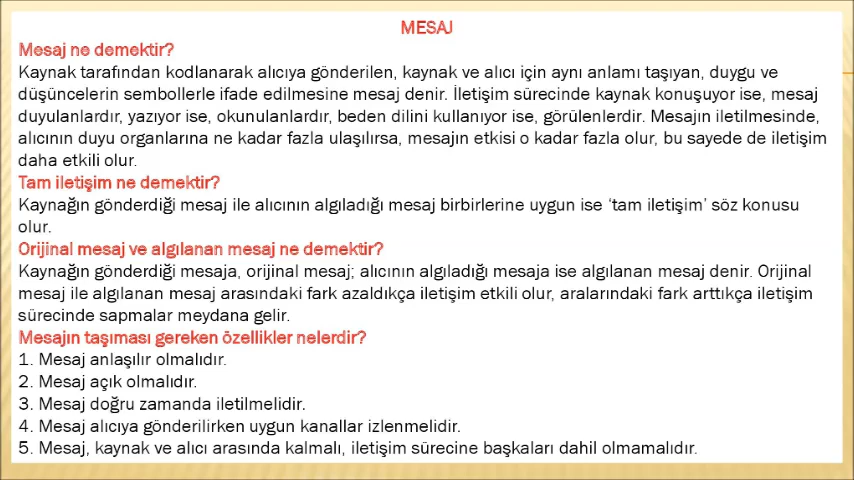 MESAJ
Mesaj ne demektir?
Kaynak tarafından kodlanarak alıcıya gönderilen, kaynak ve alıcı için aynı anlamı taşıyan, duygu ve
düşüncelerin sembollerle ifade edilmesine mesaj denir. İletişim sürecinde kaynak konuşuyor ise, mesaj
duyulanlardır, yazıyor ise, okunulanlardır, beden dilini kullanıyor ise, görülenlerdir. Mesajın iletilmesinde,
alıcının duyu organlarına ne kadar fazla ulaşılırsa, mesajın etkisi o kadar fazla olur, bu sayede de iletişim
daha etkili olur.
Tam iletişim ne demektir?
Kaynağın gönderdiği mesaj ile alıcının algıladığı mesaj birbirlerine uygun ise ‘tam iletişim’ söz konusu
olur.
Orijinal mesaj ve algılanan mesaj ne demektir?
Kaynağın gönderdiği mesaja, orijinal mesaj; alıcının algıladığı mesaja ise algılanan mesaj denir. Orijinal
mesaj ile algılanan mesaj arasındaki fark azaldıkça iletişim etkili olur, aralarındaki fark arttıkça iletişim
sürecinde sapmalar meydana gelir.
Mesajın taşıması gereken özellikler nelerdir?
1. Mesaj anlaşılır olmalıdır.
2. Mesaj açık olmalıdır.
3. Mesaj doğru zamanda iletilmelidir.
4. Mesaj alıcıya gönderilirken uygun kanallar izlenmelidir.
5. Mesaj, kaynak ve alıcı arasında kalmalı, iletişim sürecine başkaları dahil olmamalıdır.